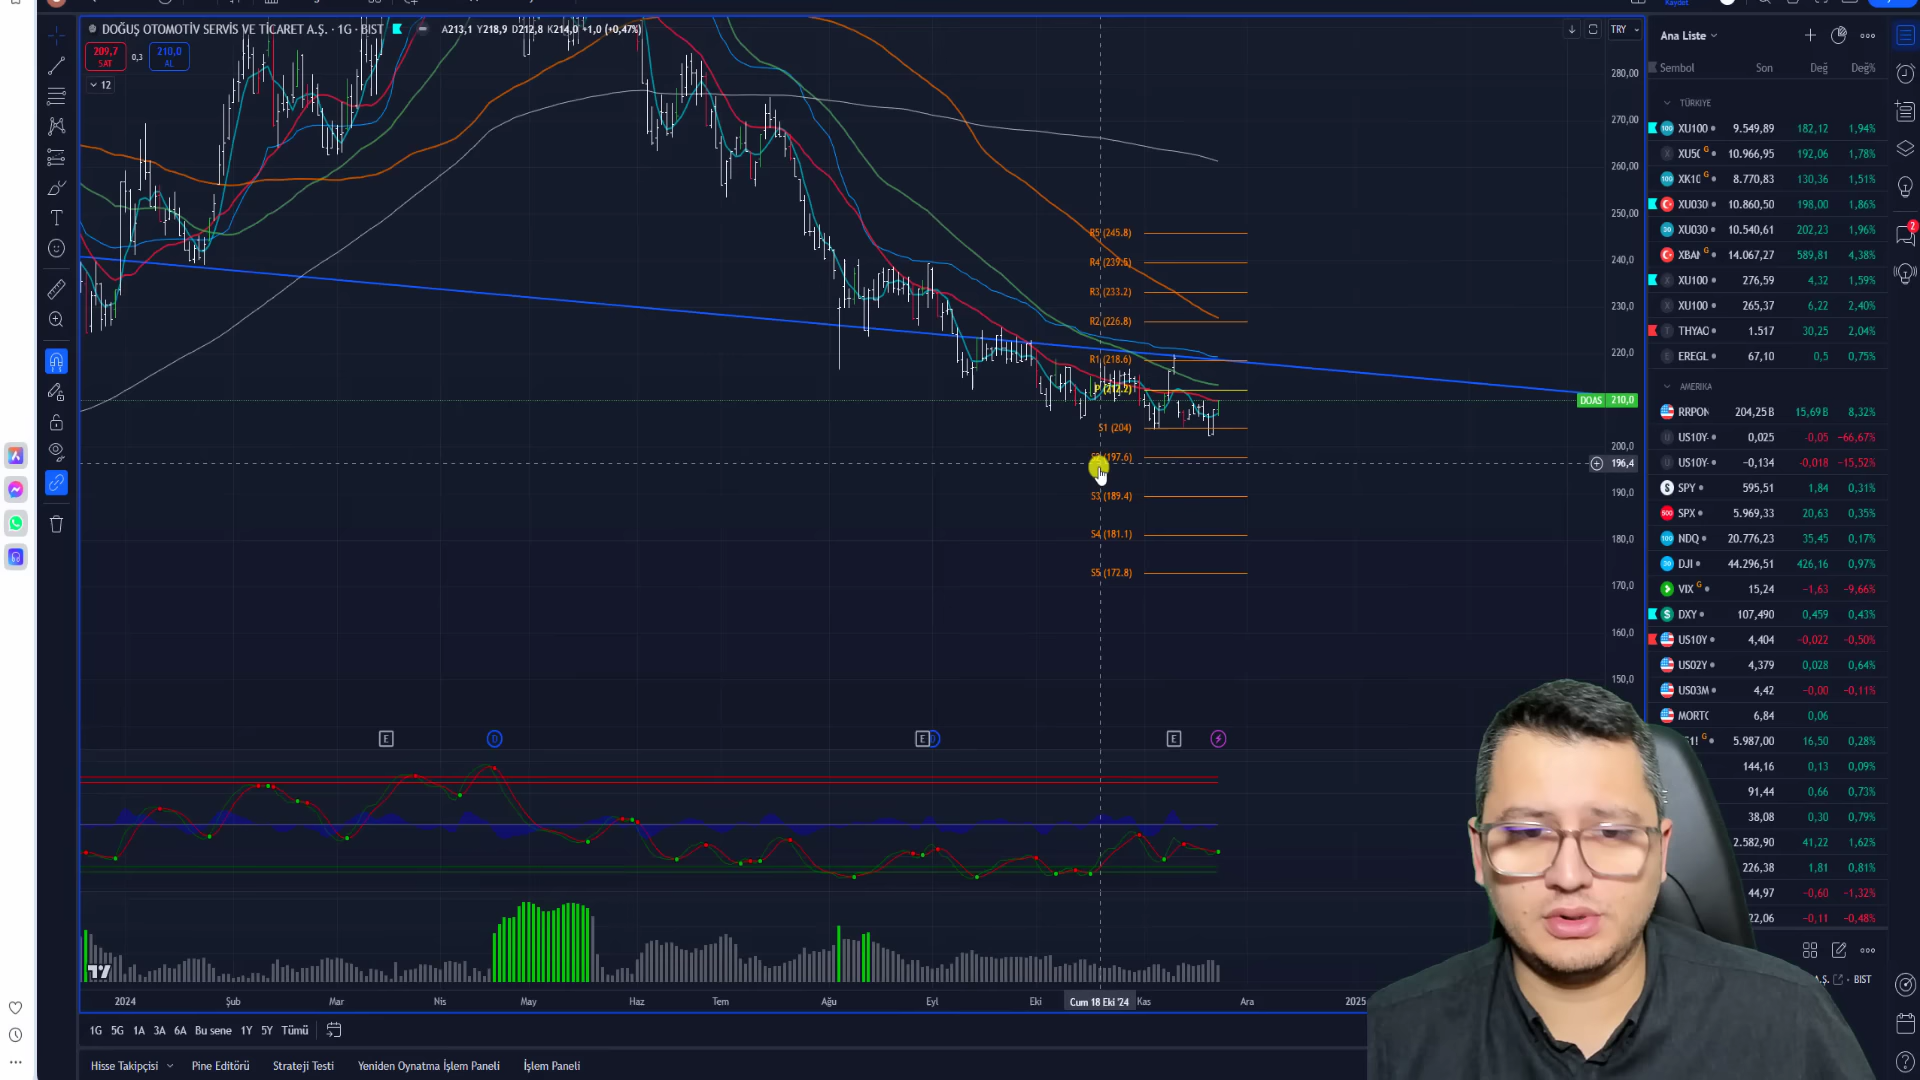 DOĞUŞ OTOMOTİV SERVİS VE TİCARET A.Ş. · 1G · BIST
A213,1 Y218,9 D212,8 K214,0 +1,0 (+0,47%)
209,7
SAT
0,3
210,0
AL
12
TRY
280,00
270,00
260,00
250,00
240,0
230,0
220,0
DOAS 210,0
200,0
196,4
190,0
180,0
170,0
160,0
150,0
R5 (245.8)
R4 (239.5)
R3 (233.2)
R2 (226.8)
R1 (218.6)
P (212.2)
S1 (204)
(197.6)
S3 (189.4)
S4 (181.1)
S5 (172.8)
E
D
E
D
E
2024
Şub
Mar
Nis
May
Haz
Tem
Ağu
Eyl
Eki
Cum 18 Eki '24
Kas
Ara
2025
1G 5G 1A 3A 6A Bu sene 1Y 5Y Tümü
Hisse Takipçisi Pine Editörü Strateji Testi Yeniden Oynatma İşlem Paneli İşlem Paneli
Ana Liste
Sembol Son Değ Değ%
TÜRKİYE
XU100 9.549,89 182,12 1,94%
XU50 G 10.966,95 192,06 1,78%
XK10 G 8.770,83 130,36 1,51%
XU030 10.860,50 198,00 1,86%
XU030 10.540,61 202,23 1,96%
XBAN G 14.067,27 589,81 4,38%
XU100 276,59 4,32 1,59%
XU100 265,37 6,22 2,40%
THYAO 1.517 30,25 2,04%
EREGL 67,10 0,5 0,75%
AMERIKA
RRPON 204,25B 15,69B 8,32%
US10Y- 0,025 −0,05 −66,67%
US10Y- −0,134 −0,018 −15,52%
SPY 595,51 1,84 0,31%
SPX 5.969,33 20,63 0,35%
NDQ 20.776,23 35,45 0,17%
DJI 44.296,51 426,16 0,97%
VIX G 15,24 −1,63 −9,66%
DXY 107,490 0,459 0,43%
US10Y 4,404 −0,022 −0,50%
US02Y 4,379 0,028 0,64%
US03M 4,42 −0,00 −0,11%
MORTG 6,84 0,06
G 5.987,00 16,50 0,28%
144,16 0,13 0,09%
91,44 0,66 0,73%
38,08 0,30 0,79%
2.582,90 41,22 1,62%
226,38 1,81 0,81%
44,97 −0,60 −1,32%
22,06 −0,11 −0,48%
A.Ş. BIST
2